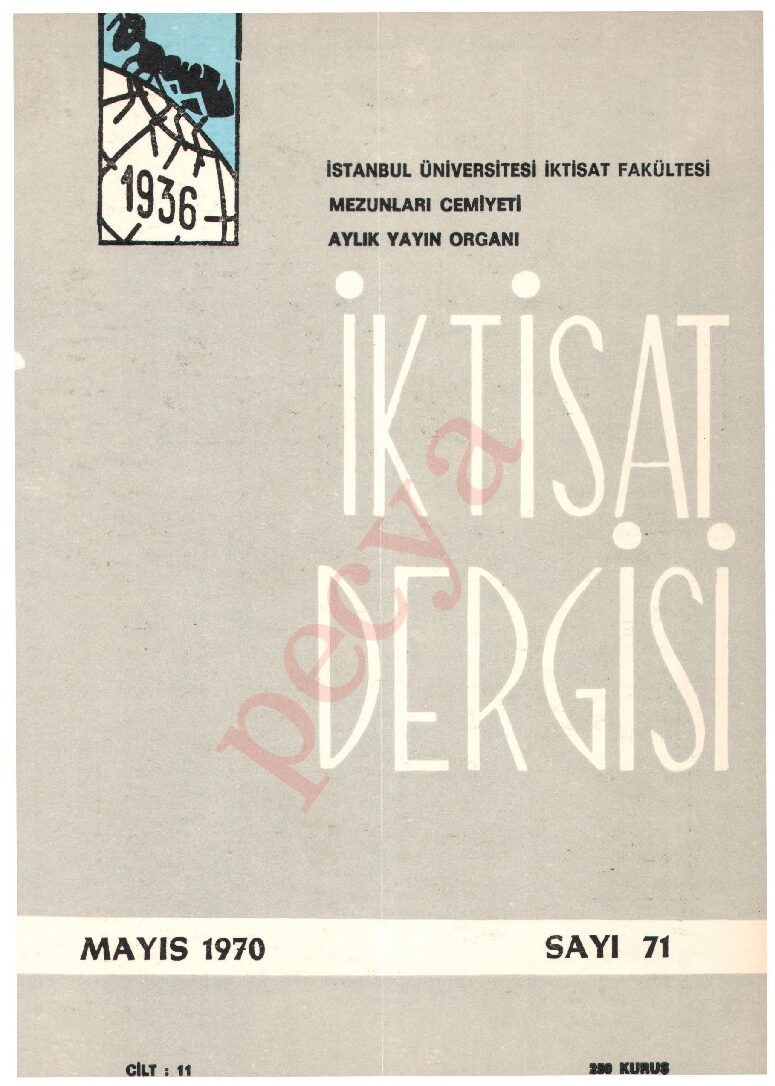 1936
İSTANBUL ÜNİVERSİTESİ İKTİSAT FAKÜLTESİ
MEZUNLARI CEMİYETİ
AYLIK YAYIN ORGANI
İKTİSAT
DERGİSİ
pecya
MAYIS 1970 SAYI 71
CİLT : 11 250 KURUŞ